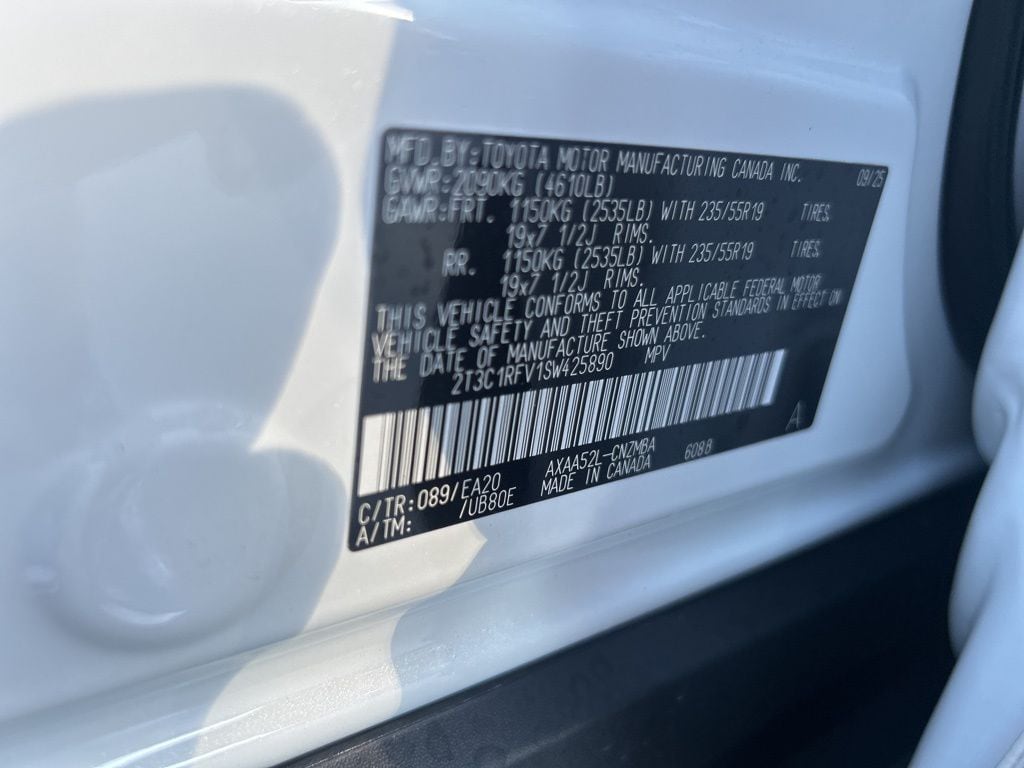 MFD. BY: TOYOTA MOTOR MANUFACTURING CANADA INC. 09/25
GVWR: 2090KG (4610LB)
GAWR: FRT. 1150KG (2535LB) WITH 235/55R19 TIRES,
19x7 1/2J RIMS.
RR. 1150KG (2535LB) WITH 235/55R19 TIRES,
19x7 1/2J RIMS.
THIS VEHICLE CONFORMS TO ALL APPLICABLE FEDERAL MOTOR
VEHICLE SAFETY AND THEFT PREVENTION STANDARDS IN EFFECT ON
THE DATE OF MANUFACTURE SHOWN ABOVE.
2T3C1RFV1SW425890 MPV
A
C/TR: 089/EA20 AXAA52L-CNZMBA 608B
A/TM: /UB80E MADE IN CANADA